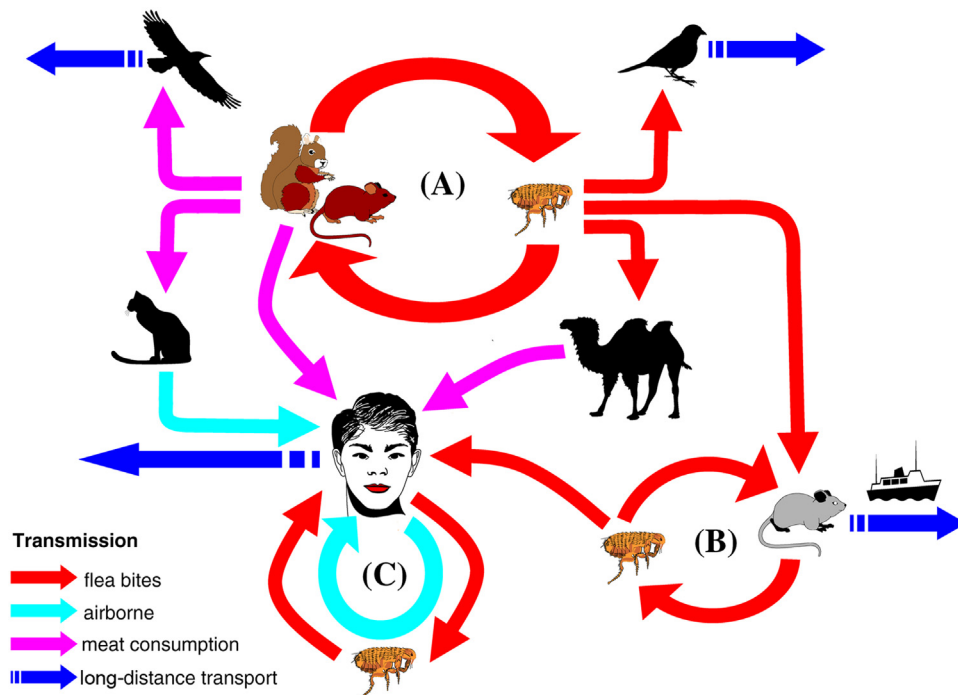 (A)
(B)
(C)
Transmission
flea bites
airborne
meat consumption
long-distance transport